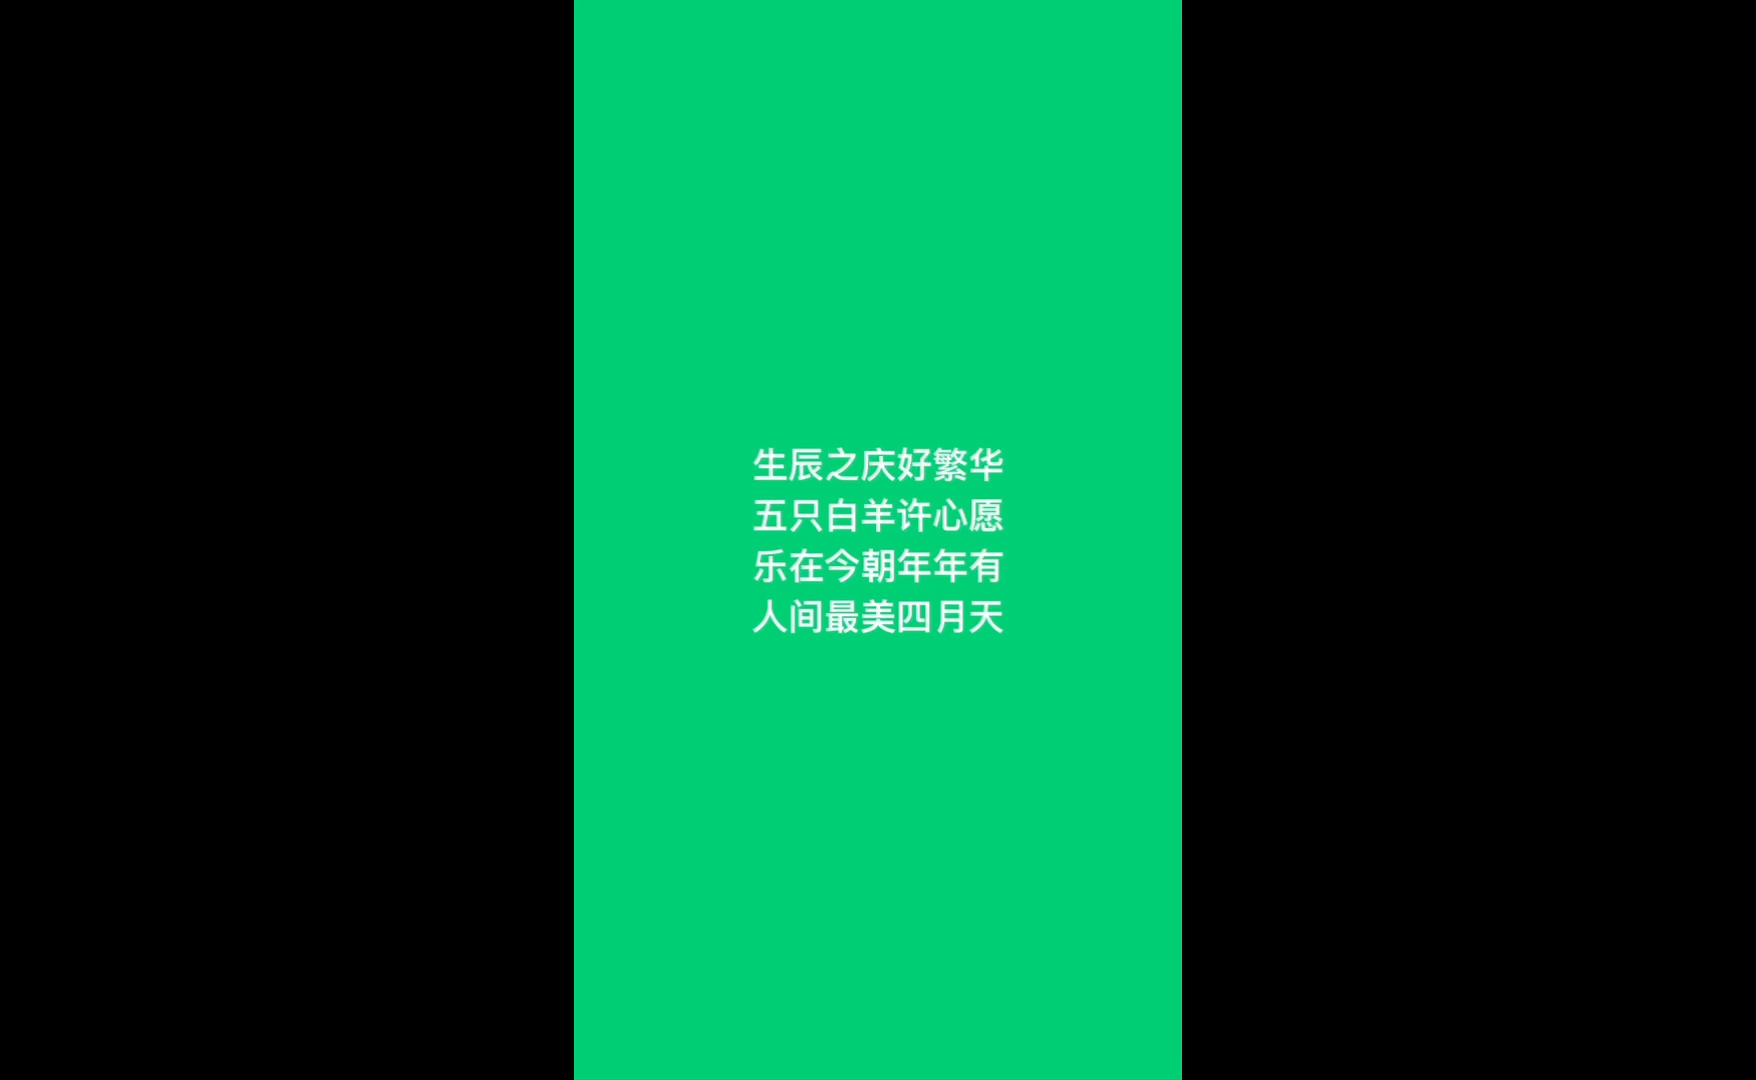 生辰之庆好繁华
五只白羊许心愿
乐在今朝年年有
人间最美四月天